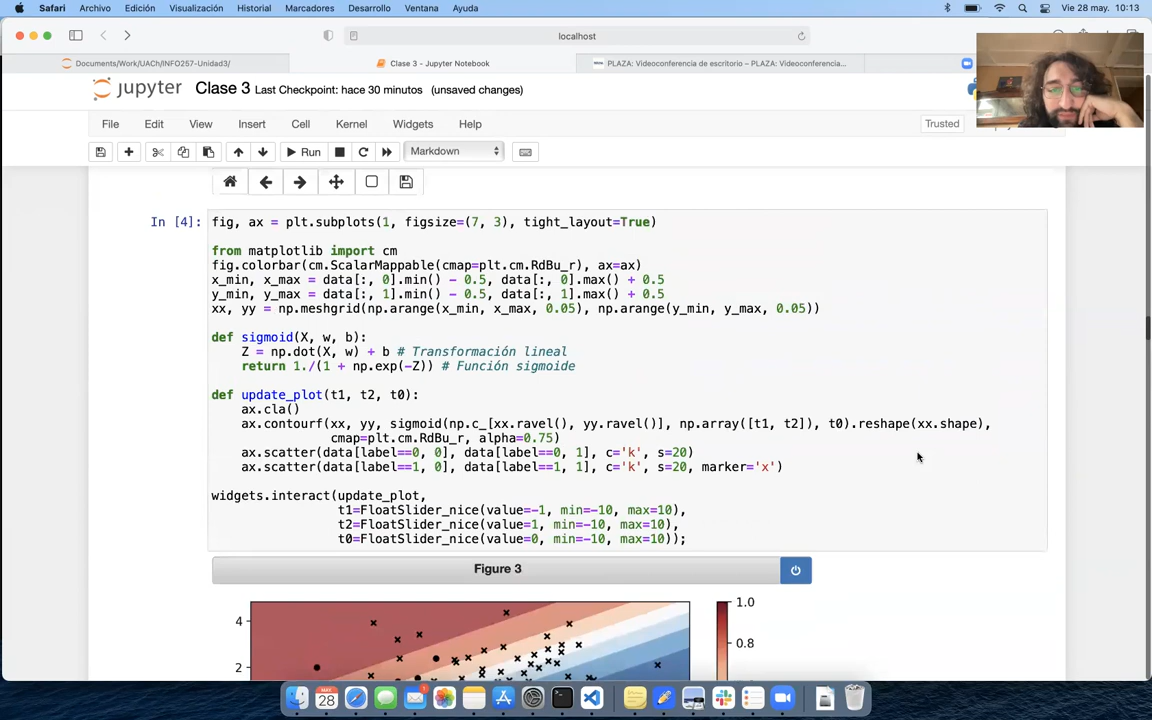 Safari Archivo Edición Visualización Historial Marcadores Desarrollo Ventana Ayuda Vie 28 may. 10:13
localhost
Documents/Work/UACh/INFO257-Unidad3/ Clase 3 - Jupyter Notebook PLAZA: Videoconferencia de escritorio – PLAZA: Videoconferencia...
jupyter Clase 3 Last Checkpoint: hace 30 minutos (unsaved changes)
File Edit View Insert Cell Kernel Widgets Help Trusted
Run Markdown
In [4]: fig, ax = plt.subplots(1, figsize=(7, 3), tight_layout=True)
from matplotlib import cm
fig.colorbar(cm.ScalarMappable(cmap=plt.cm.RdBu_r), ax=ax)
x_min, x_max = data[:, 0].min() - 0.5, data[:, 0].max() + 0.5
y_min, y_max = data[:, 1].min() - 0.5, data[:, 1].max() + 0.5
xx, yy = np.meshgrid(np.arange(x_min, x_max, 0.05), np.arange(y_min, y_max, 0.05))
def sigmoid(X, w, b):
Z = np.dot(X, w) + b # Transformación lineal
return 1./(1 + np.exp(-Z)) # Función sigmoide
def update_plot(t1, t2, t0):
ax.cla()
ax.contourf(xx, yy, sigmoid(np.c_[xx.ravel(), yy.ravel()], np.array([t1, t2]), t0).reshape(xx.shape),
cmap=plt.cm.RdBu_r, alpha=0.75)
ax.scatter(data[label==0, 0], data[label==0, 1], c='k', s=20)
ax.scatter(data[label==1, 0], data[label==1, 1], c='k', s=20, marker='x')
widgets.interact(update_plot,
t1=FloatSlider_nice(value=-1, min=-10, max=10),
t2=FloatSlider_nice(value=1, min=-10, max=10),
t0=FloatSlider_nice(value=0, min=-10, max=10));
Figure 3
1.0
4
0.8
2
MAY
28